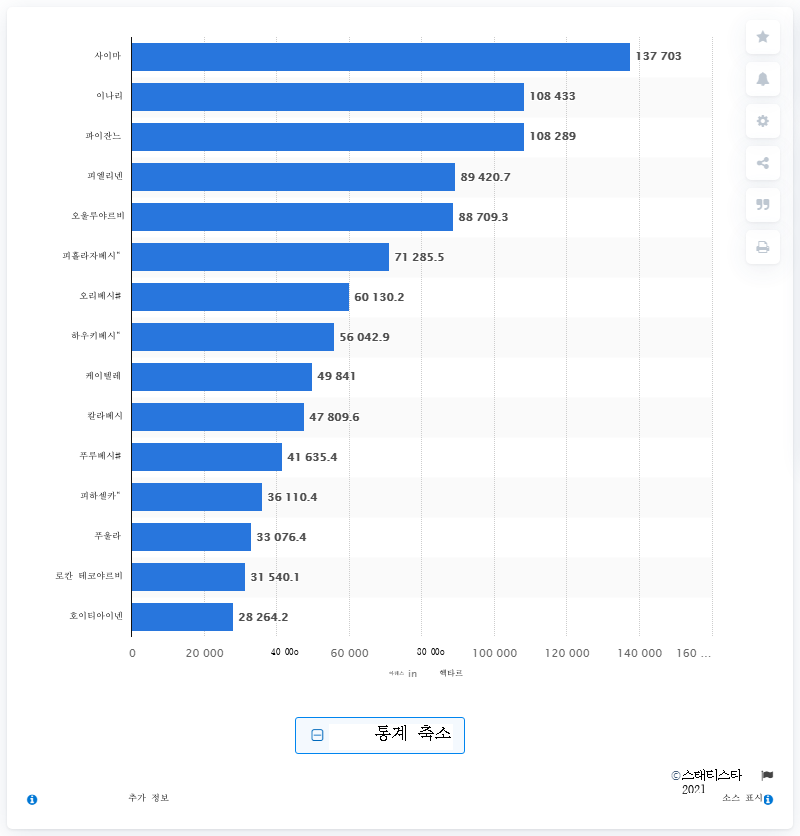 사이마 137 703
이나리 108 433
파이잔느 108 289
피엘리넨 89 420.7
오울루야르비 88 709.3
피흘라자베시" 71 285.5
오리베시# 60 130.2
하우키베시" 56 042.9
케이텔레 49 841
칼라베시 47 809.6
푸루베시# 41 635.4
피하셀카" 36 110.4
푸울라 33 076.4
로칸 테코야르비 31 540.1
호이티아이넨 28 264.2
0 20 000 40 00o 60 000 80 00o 100 000 120 000 140 000 160 ...
in 핵타르
통계 축소
©스태티스타
2021
추가 정보 소스 표시